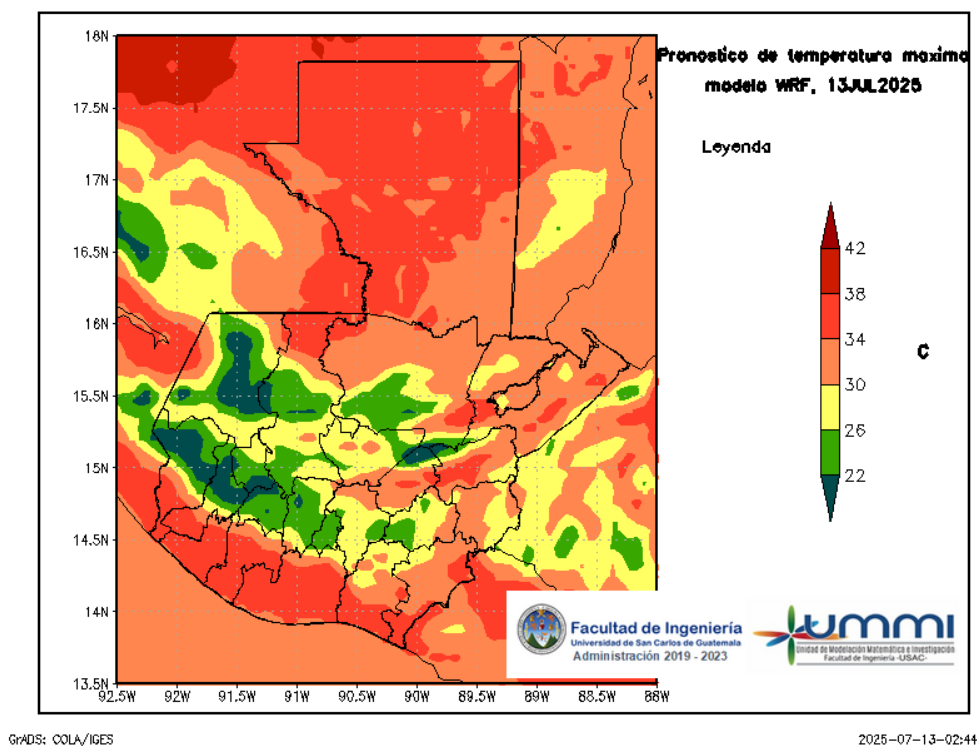 Pronostico de temperatura maxima
modelo WRF, 13JUL2025
Leyenda
18N
17.5N
17N
16.5N
16N
15.5N
15N
14.5N
14N
13.5N
92.5W 92W 91.5W 91W 90.5W 90W 89.5W 89W 88.5W 88W
42
38
34
30
26
22
C
Facultad de Ingeniería
Universidad de San Carlos de Guatemala
Administración 2019 - 2023
ummi
Unidad de Modelación Matemática e Investigación
Facultad de Ingeniería -USAC-
GrADS: COLA/IGES
2025-07-13-02:44